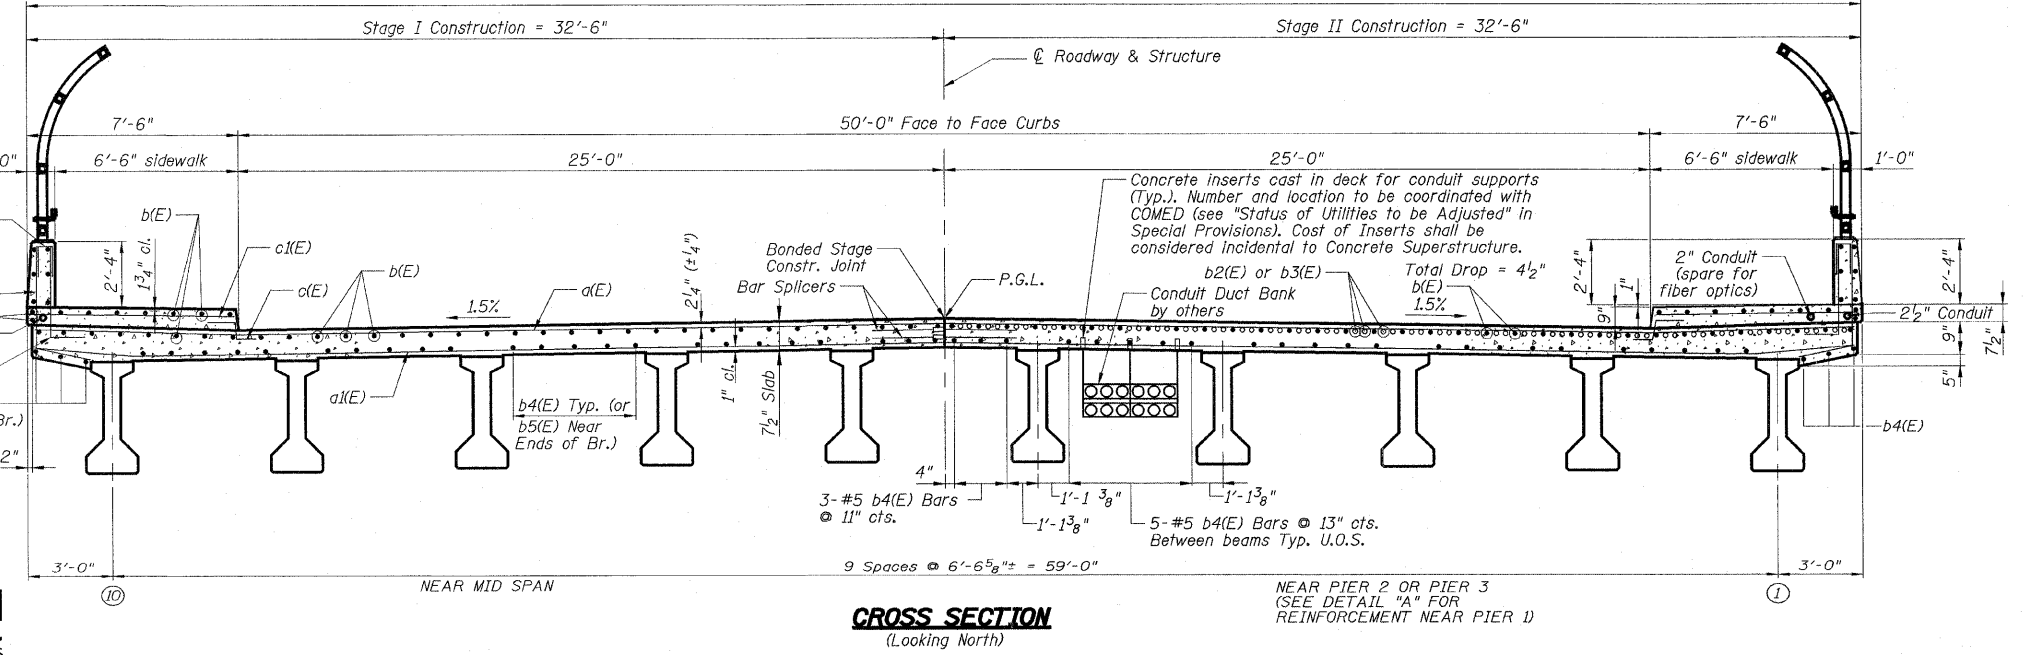 Stage I Construction = 32'-6"
Stage II Construction = 32'-6"
℄ Roadway & Structure
7'-6"
50'-0" Face to Face Curbs
7'-6"
0"
6'-6" sidewalk
25'-0"
25'-0"
6'-6" sidewalk
1'-0"
Concrete inserts cast in deck for conduit supports
(Typ.). Number and location to be coordinated with
COMED (see "Status of Utilities to be Adjusted" in
Special Provisions). Cost of Inserts shall be
considered incidental to Concrete Superstructure.
b(E)
c1(E)
2'-4"
1¾" cl.
b(E)
c(E)
1.5%
a(E)
2¼" (±¼")
Bonded Stage
Constr. Joint
Bar Splicers
P.G.L.
b2(E) or b3(E)
Total Drop = 4½"
b(E)
1.5%
Conduit Duct Bank
by others
2'-4"
1"
9"
2" Conduit
(spare for
fiber optics)
2'-4"
2½" Conduit
9"
7½"
5"
a1(E)
b4(E) Typ. (or
b5(E) Near
Ends of Br.)
1" cl.
7½" Slab
Br.)
2"
b4(E)
4"
3-#5 b4(E) Bars
@ 11" cts.
1'-1 ⅜"
1'-1⅜"
1'-1⅜"
5-#5 b4(E) Bars @ 13" cts.
Between beams Typ. U.O.S.
3'-0"
9 Spaces @ 6'-6⅝"± = 59'-0"
3'-0"
10
NEAR MID SPAN
NEAR PIER 2 OR PIER 3
(SEE DETAIL "A" FOR
REINFORCEMENT NEAR PIER 1)
1
CROSS SECTION
(Looking North)